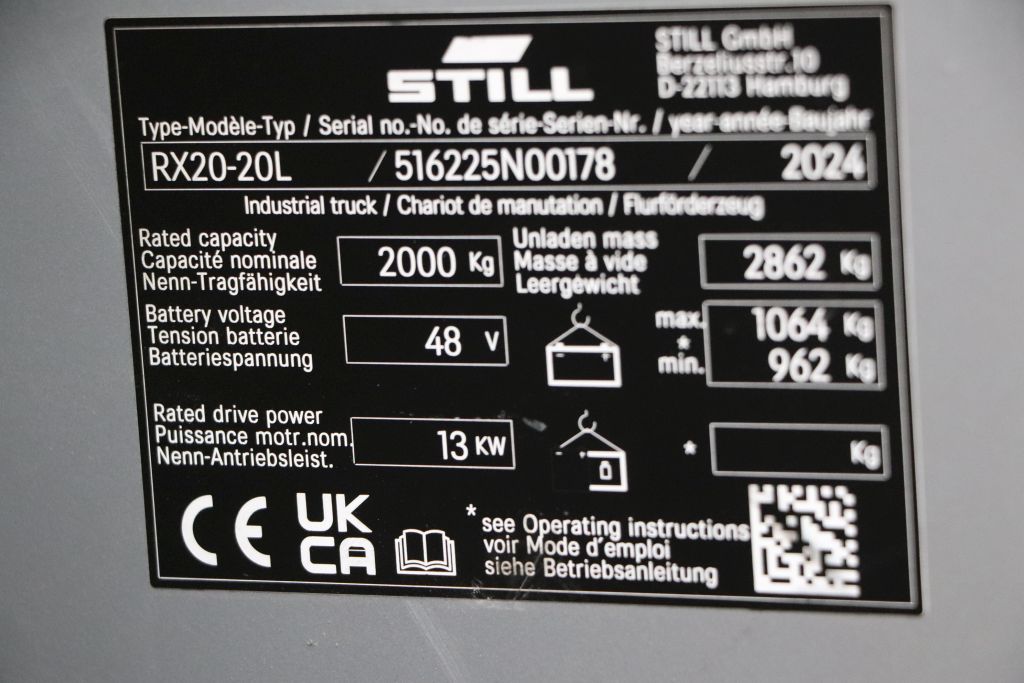 STILL
STILL GmbH
Berzeliusstr.10
D-22113 Hamburg
Type-Modèle-Typ / Serial no.-No. de série-Serien-Nr. / year-année-Baujahr
RX20-20L / 516225N00178 / 2024
Industrial truck / Chariot de manutation / Flurförderzeug
Rated capacity
Capacité nominale
Nenn-Tragfähigkeit
2000 Kg
Unladen mass
Masse à vide
Leergewicht
2862 Kg
Battery voltage
Tension batterie
Batteriespannung
48 V
max. 1064 Kg
*
min. 962 Kg
Rated drive power
Puissance motr.nom.
Nenn-Antriebsleist.
13 KW
* Kg
CE
UK
CA
* see Operating instructions
voir Mode d'emploi
siehe Betriebsanleitung